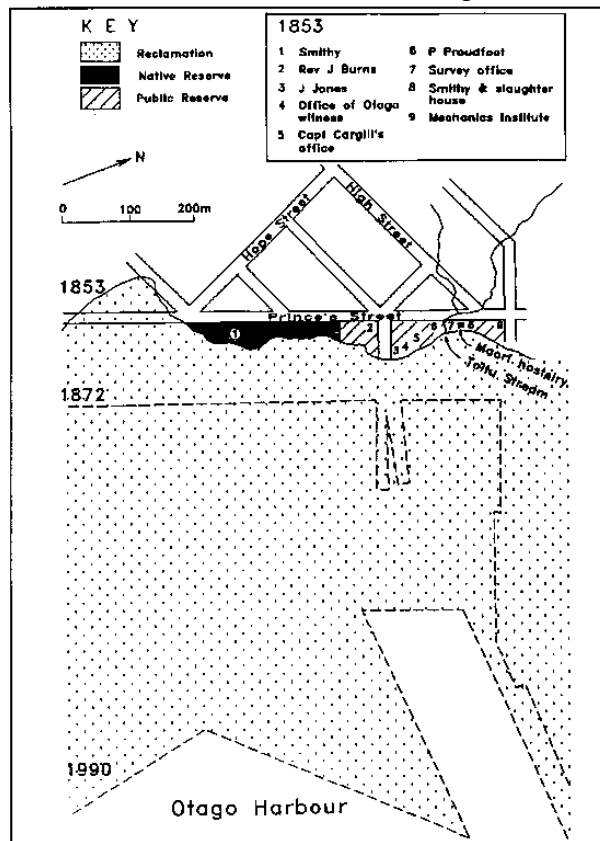 KEY
Reclamation
Native Reserve
Public Reserve
1853
1 Smithy
2 Rev J Burns
3 J Jones
4 Office of Otago witness
5 Capt Cargill's office
6 P Proudfoot
7 Survey office
8 Smithy & slaughter house
9 Mechanics Institute
N
0 100 200m
Hope Street
High Street
1853
Prince's Street
1
2
3 4 5 6
7 8 9
Maori hostelry
Toitu Stream
1872
1990
Otago Harbour